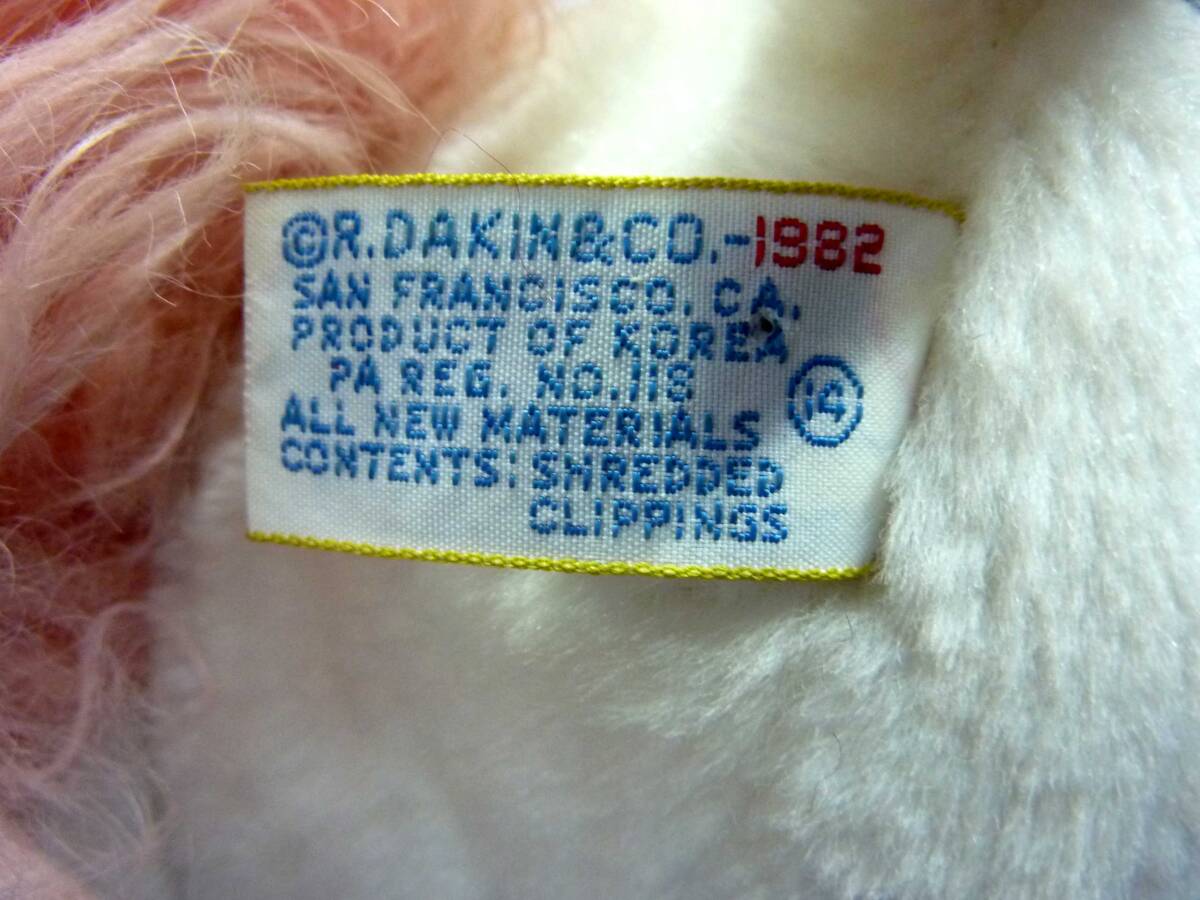 ©R.DAKIN&CO.-1982
SAN FRANCISCO, CA.
PRODUCT OF KOREA
PA REG. NO.118
ALL NEW MATERIALS 14
CONTENTS: SHREDDED
CLIPPINGS